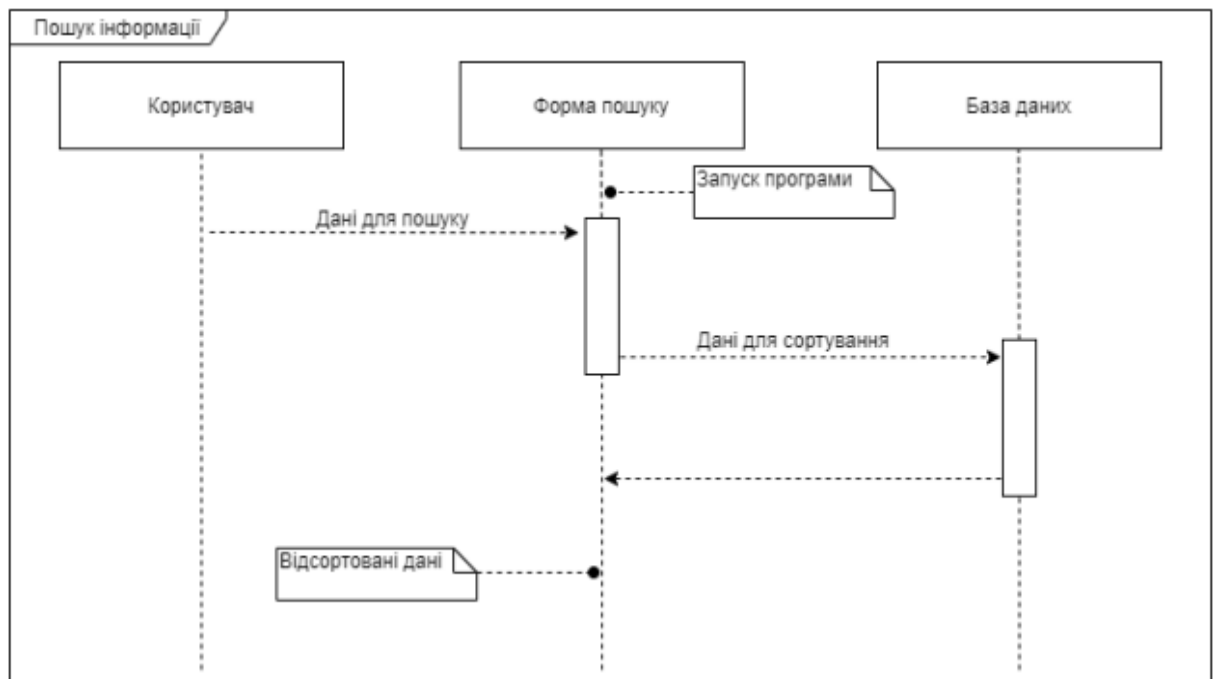 Пошук інформації
Користувач
Форма пошуку
База даних
Запуск програми
Дані для пошуку
Дані для сортування
Відсортовані дані